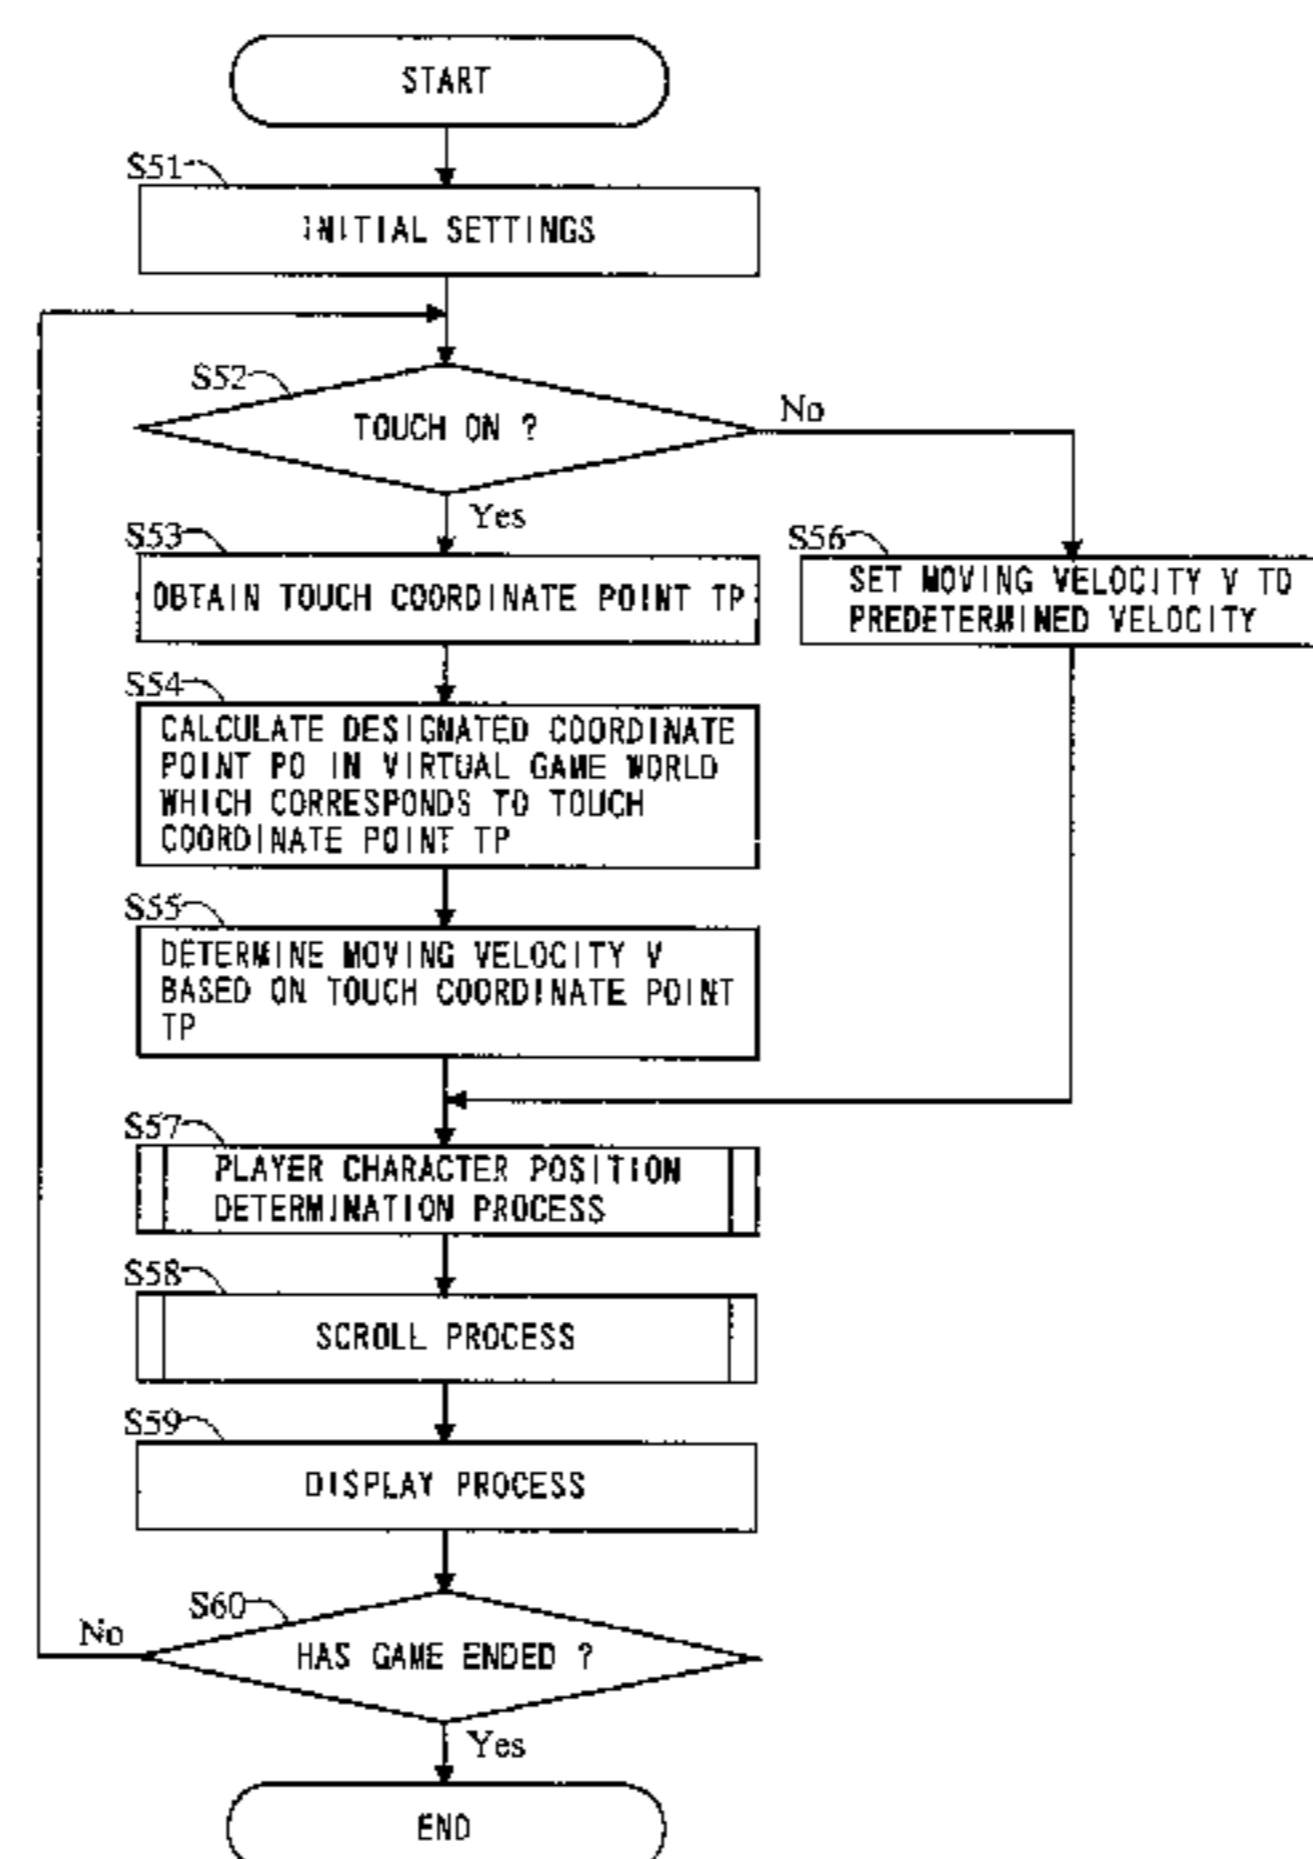 START
S51
INITIAL SETTINGS
S52
TOUCH ON ?
No
Yes
S53
OBTAIN TOUCH COORDINATE POINT TP
S56
SET MOVING VELOCITY V TO
PREDETERMINED VELOCITY
S54
CALCULATE DESIGNATED COORDINATE
POINT PO IN VIRTUAL GAME WORLD
WHICH CORRESPONDS TO TOUCH
COORDINATE POINT TP
S55
DETERMINE MOVING VELOCITY V
BASED ON TOUCH COORDINATE POINT
TP
S57
PLAYER CHARACTER POSITION
DETERMINATION PROCESS
S58
SCROLL PROCESS
S59
DISPLAY PROCESS
S60
No
HAS GAME ENDED ?
Yes
END